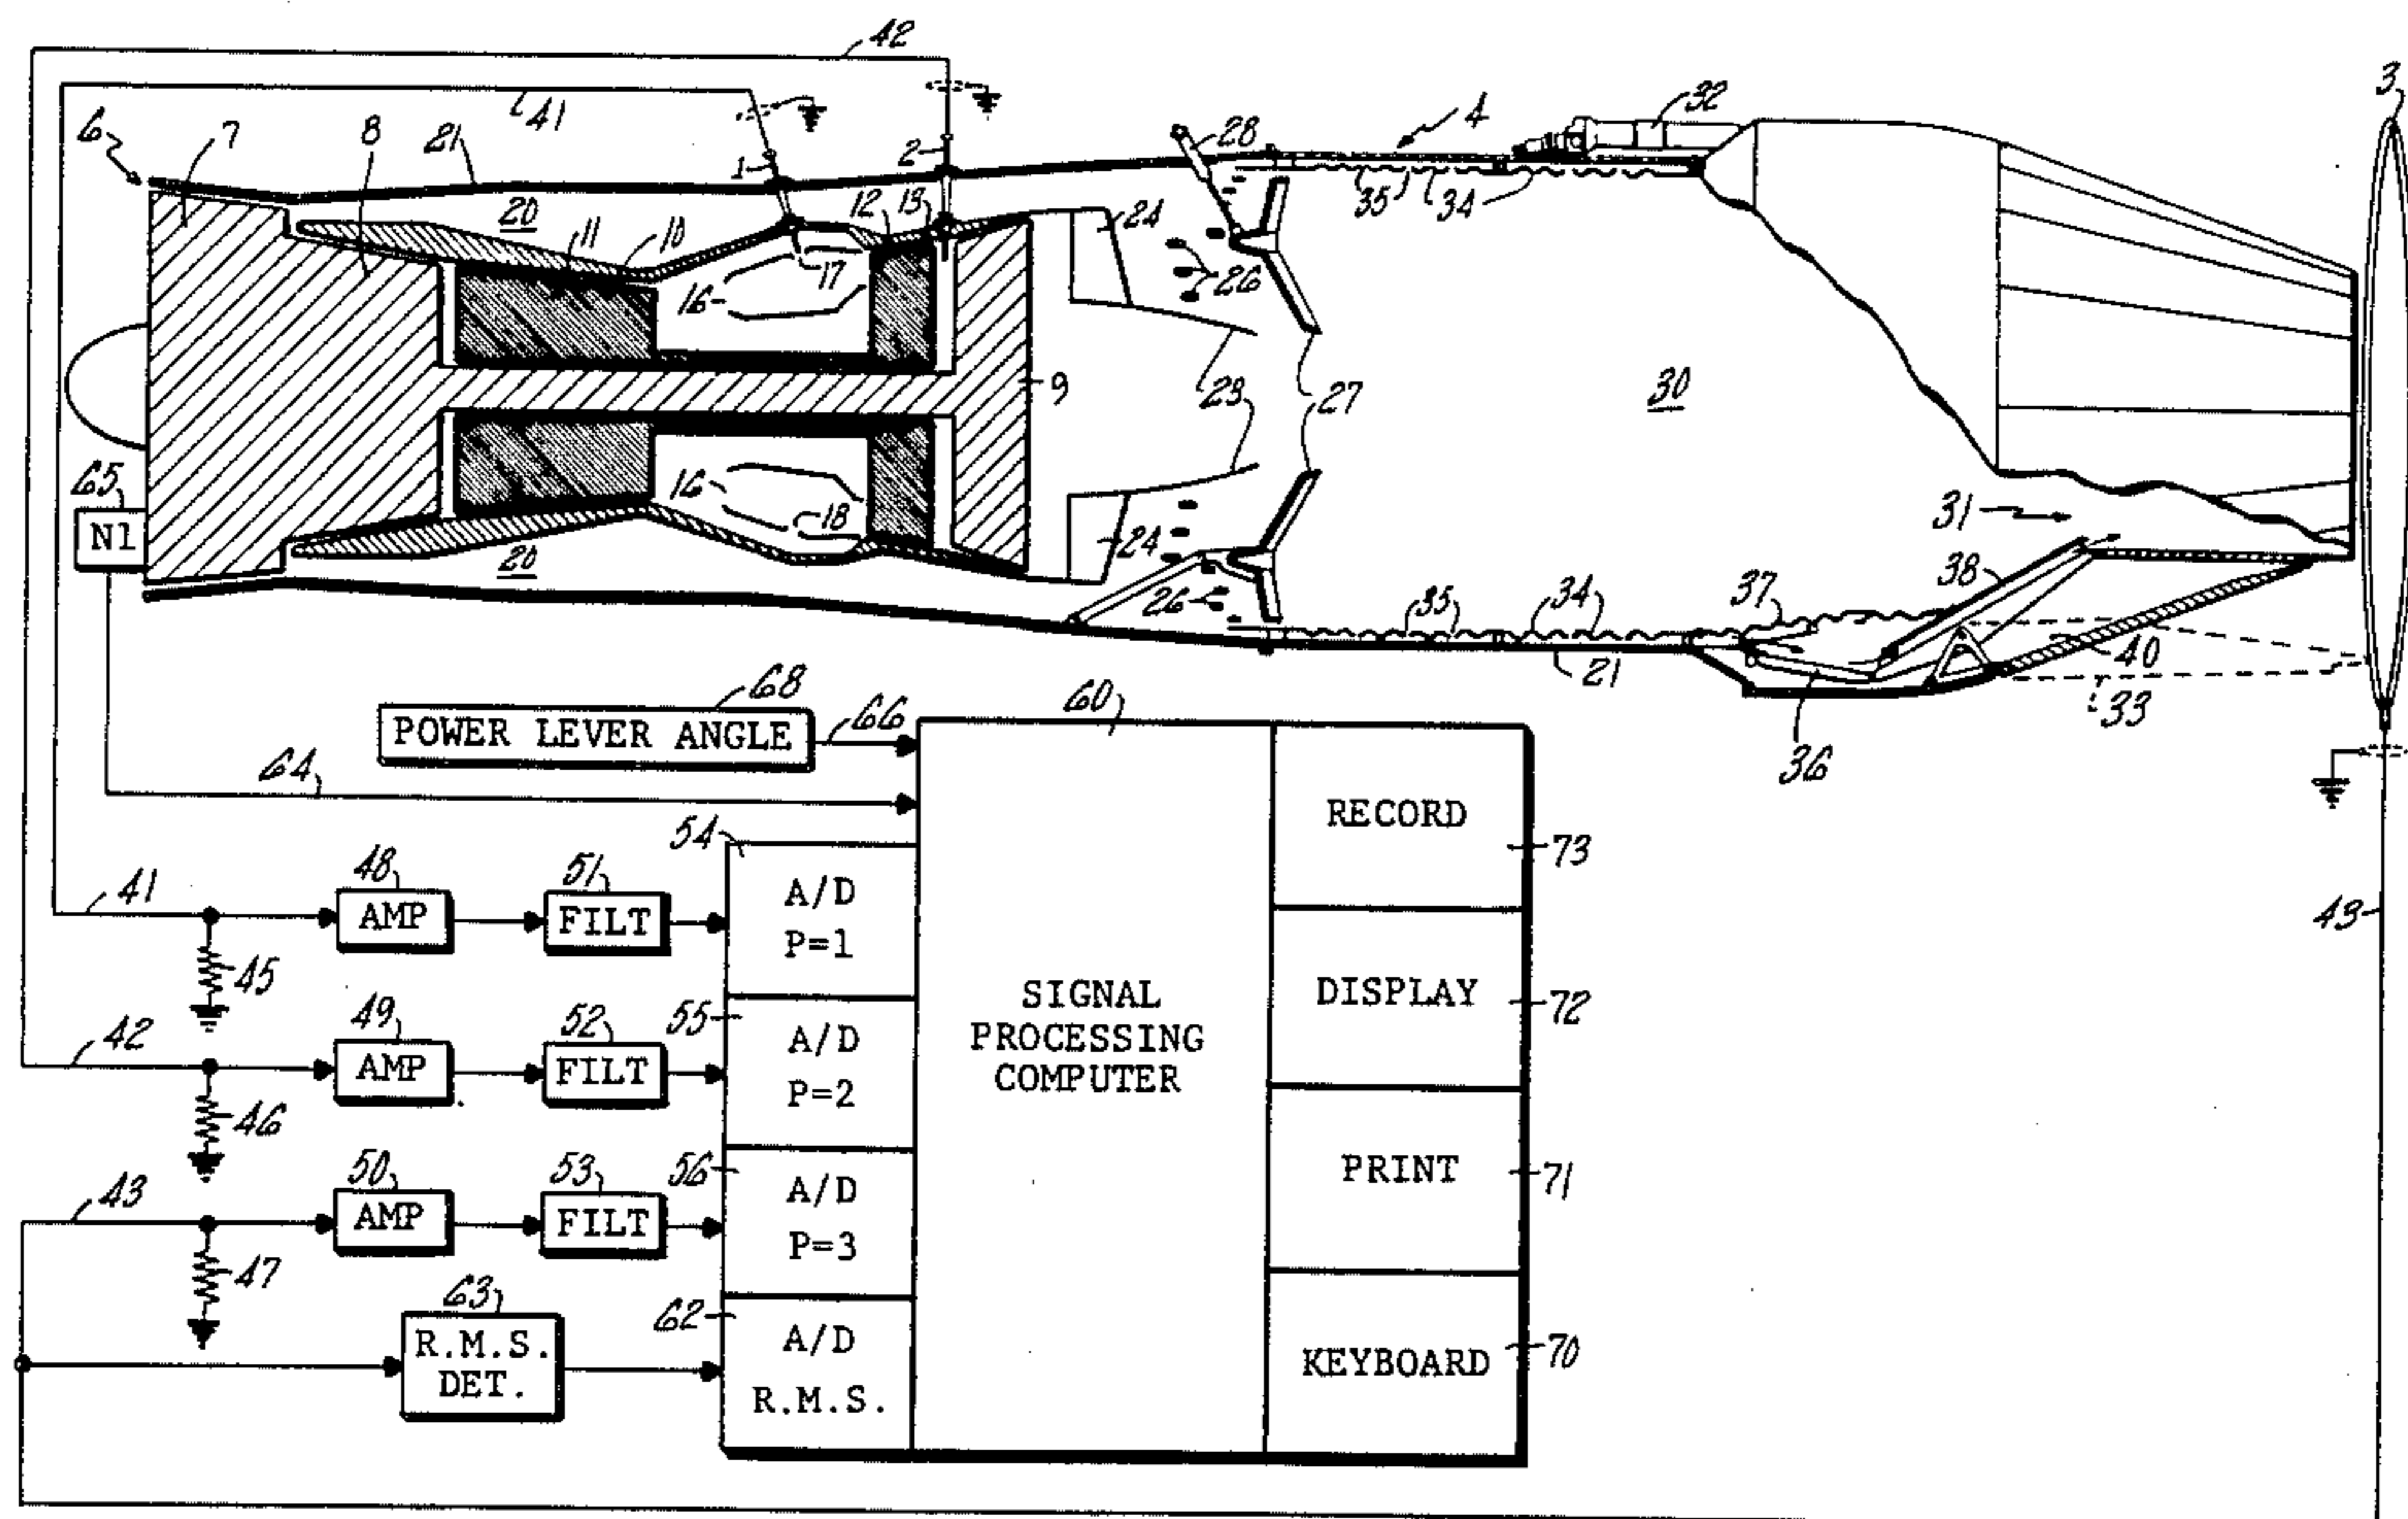 42
41
6
7
21
8
1
2
28
4
32
3
20
11
10
12
13
17
24
35
34
16
26
9
23
27
30
65
N1
16
18
24
20
26
31
38
37
35
34
21
40
33
36
68
POWER LEVER ANGLE
66
60
64
54
41
48
AMP
51
FILT
A/D
P=1
45
42
49
AMP
52
FILT
55
A/D
P=2
46
43
50
AMP
53
FILT
56
A/D
P=3
47
63
R.M.S.
DET.
62
A/D
R.M.S.
SIGNAL
PROCESSING
COMPUTER
RECORD
73
DISPLAY
72
PRINT
71
KEYBOARD
70
43